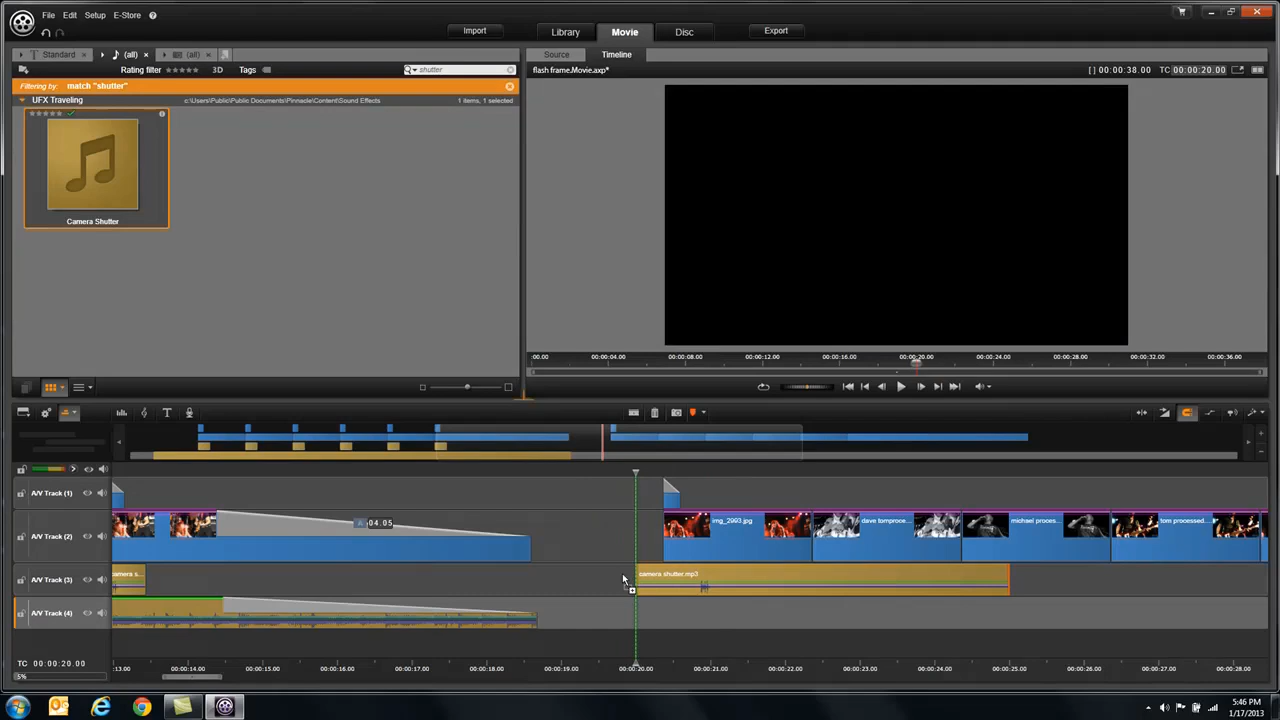 File Edit Setup E-Store
Import
Library Movie Disc
Export
Standard (all) (all)
Rating filter 3D Tags shutter
Filtering by: match "shutter"
UFX Traveling c:\Users\Public\Public Documents\Pinnacle\Content\Sound Effects 1 items, 1 selected
Camera Shutter
Source Timeline
flash frame.Movie.axp* [ ] 00:00:38.00 TC 00:00:20.00
:00.00 00:00:04.00 00:00:08.00 00:00:12.00 00:00:16.00 00:00:20.00 00:00:24.00 00:00:28.00 00:00:32.00 00:00:36.00
A/V Track (1)
A/V Track (2) 04.05 img_2993.jpg dave tomproce... michael proces... tom processed...
A/V Track (3) camera s... camera shutter.mp3
A/V Track (4)
TC 00:00:20.00
5%
:13.00 00:00:14.00 00:00:15.00 00:00:16.00 00:00:17.00 00:00:18.00 00:00:19.00 00:00:20.00 00:00:21.00 00:00:22.00 00:00:23.00 00:00:24.00 00:00:25.00 00:00:26.00 00:00:27.00 00:00:28.00
5:46 PM
1/17/2013